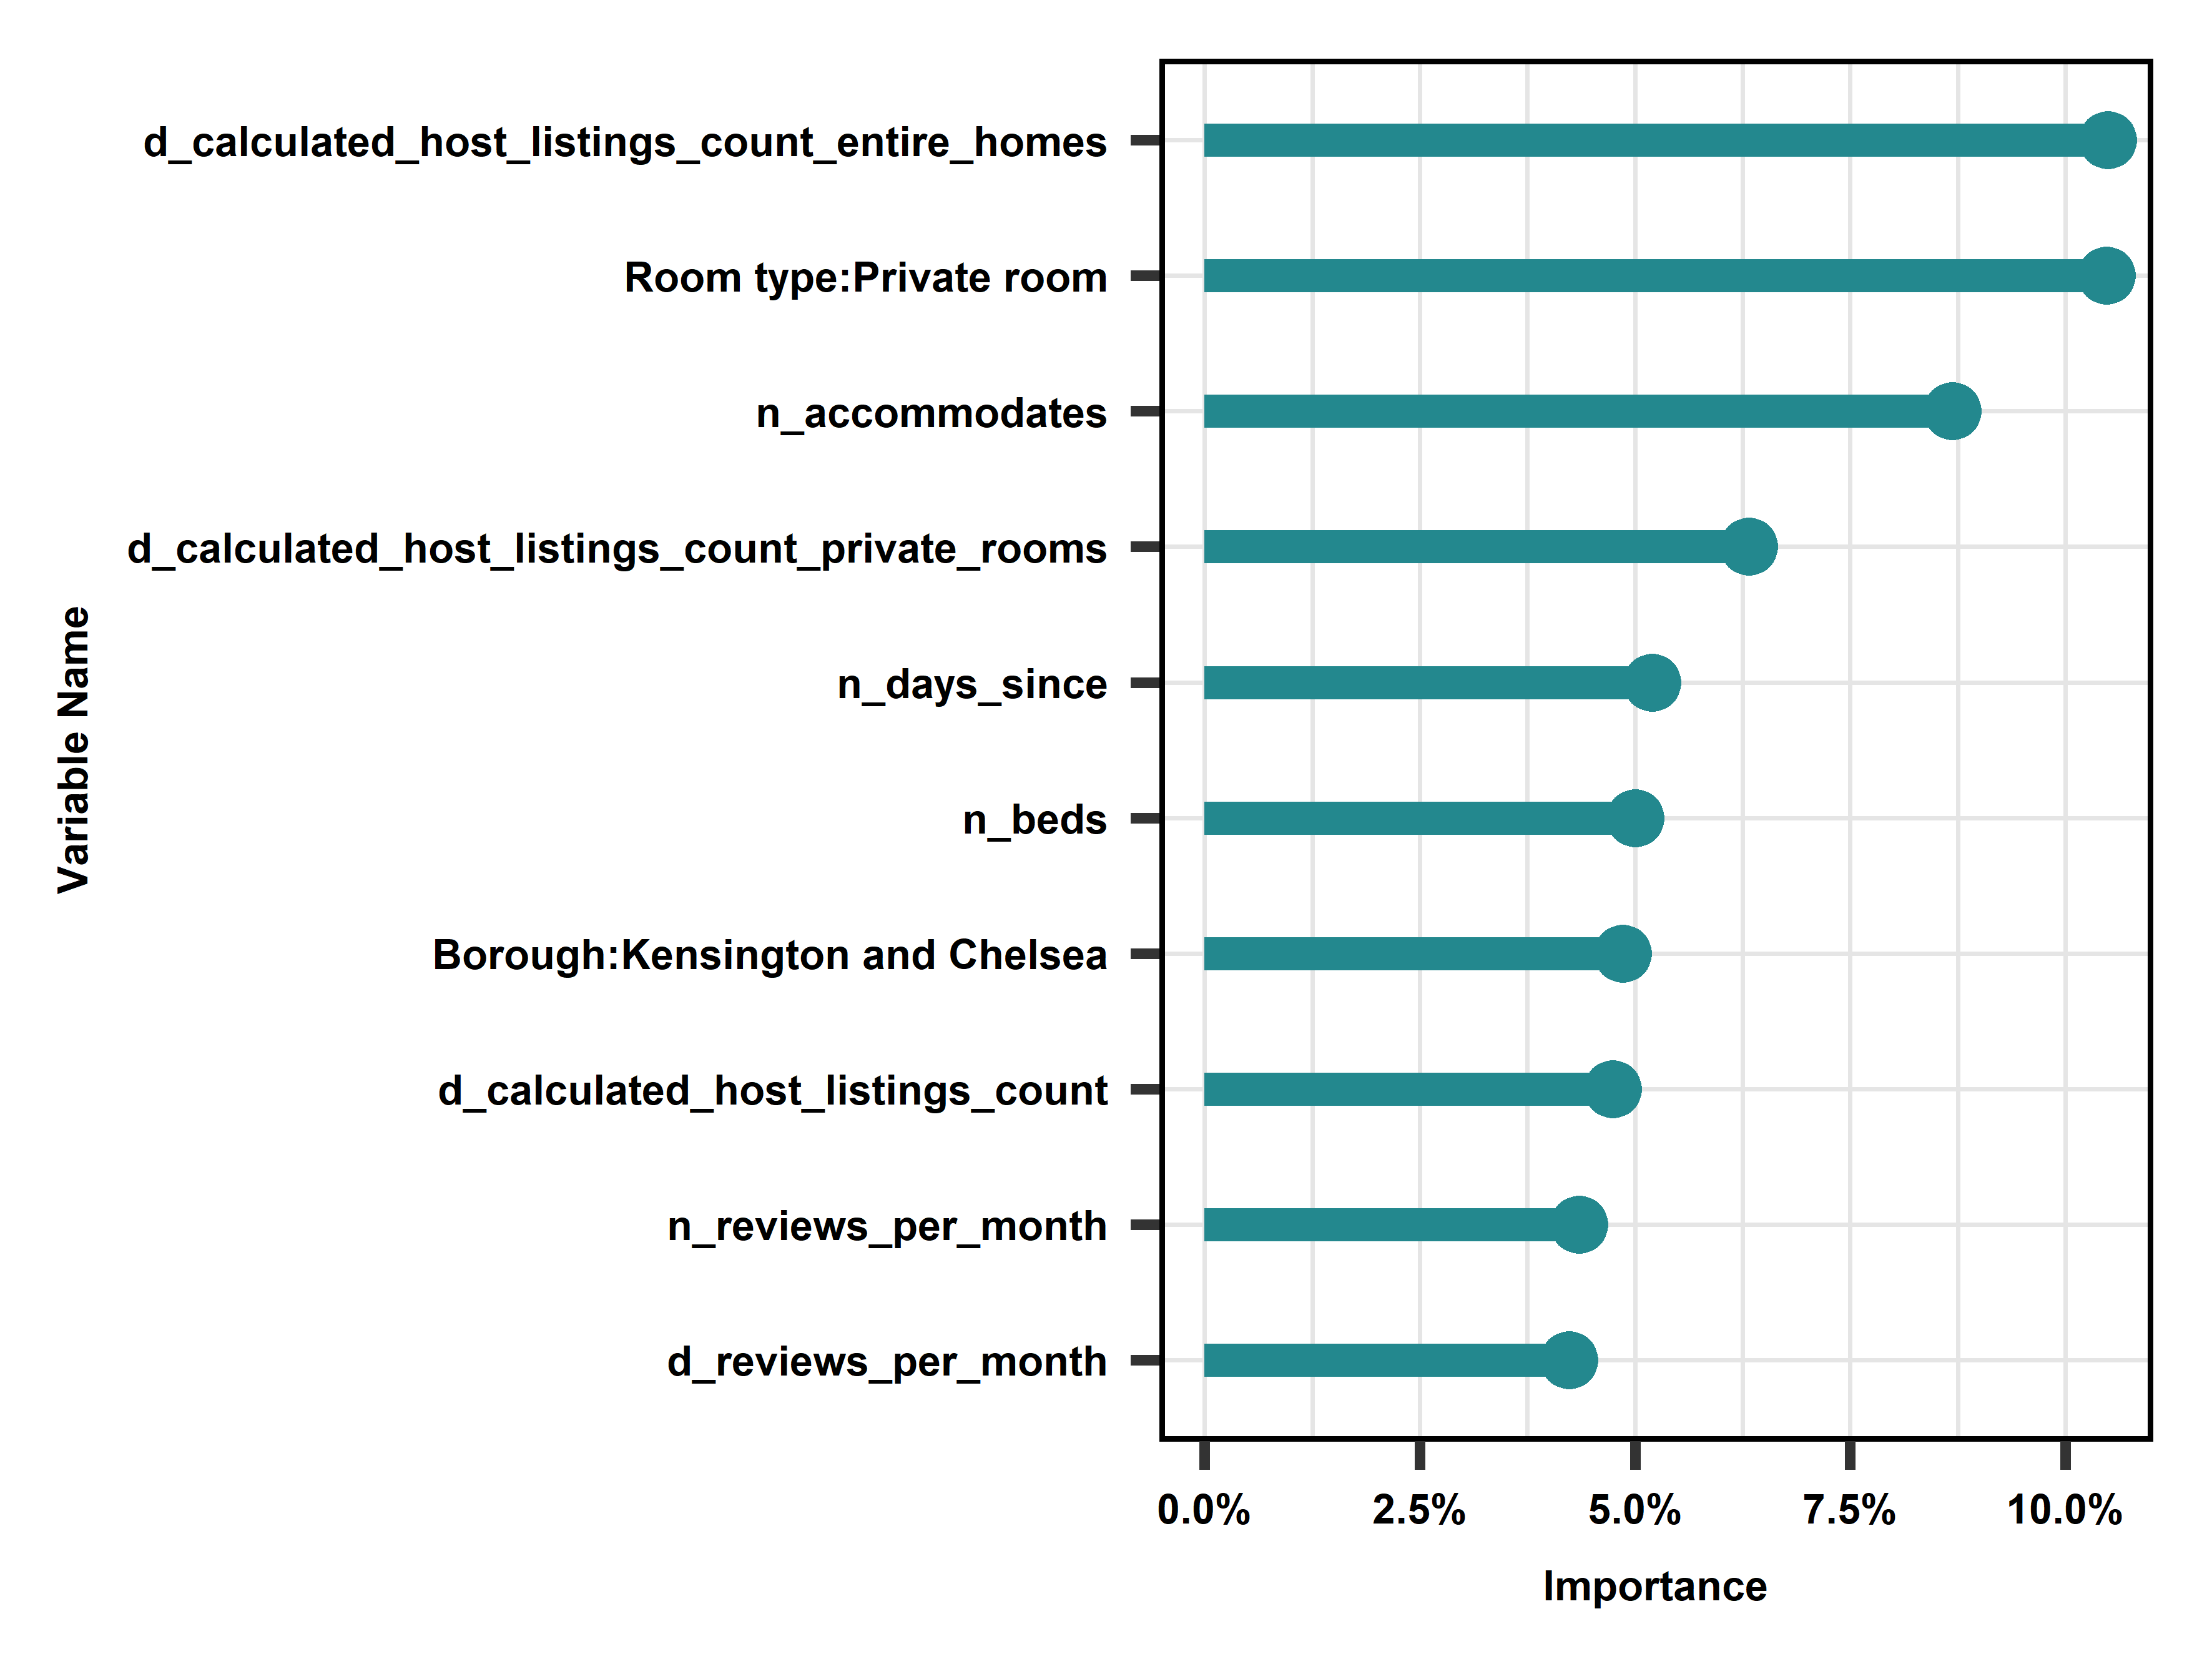 d_calculated_host_listings_count_entire_homes
Room type:Private room
n_accommodates
d_calculated_host_listings_count_private_rooms
n_days_since
n_beds
Borough:Kensington and Chelsea
d_calculated_host_listings_count
n_reviews_per_month
d_reviews_per_month
Variable Name
0.0% 2.5% 5.0% 7.5% 10.0%
Importance